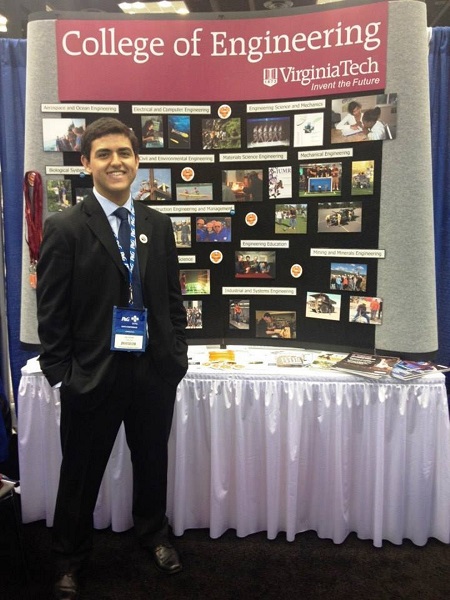 College of Engineering
VirginiaTech
Invent the Future
Aerospace and Ocean Engineering
Electrical and Computer Engineering
Engineering Science and Mechanics
Civil and Environmental Engineering
Materials Science Engineering
Mechanical Engineering
Biological
Engineering Education
Mining and Minerals Engineering
Industrial and Systems Engineering
P&G